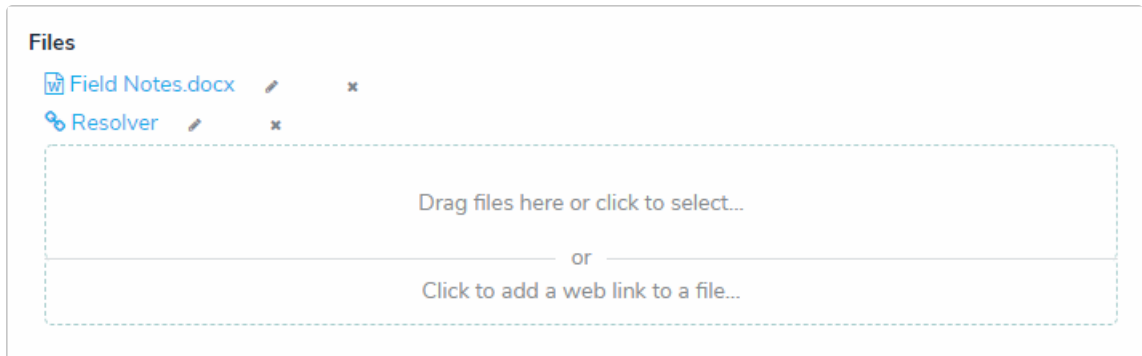 Files
Field Notes.docx
Resolver
Drag files here or click to select...
or
Click to add a web link to a file...